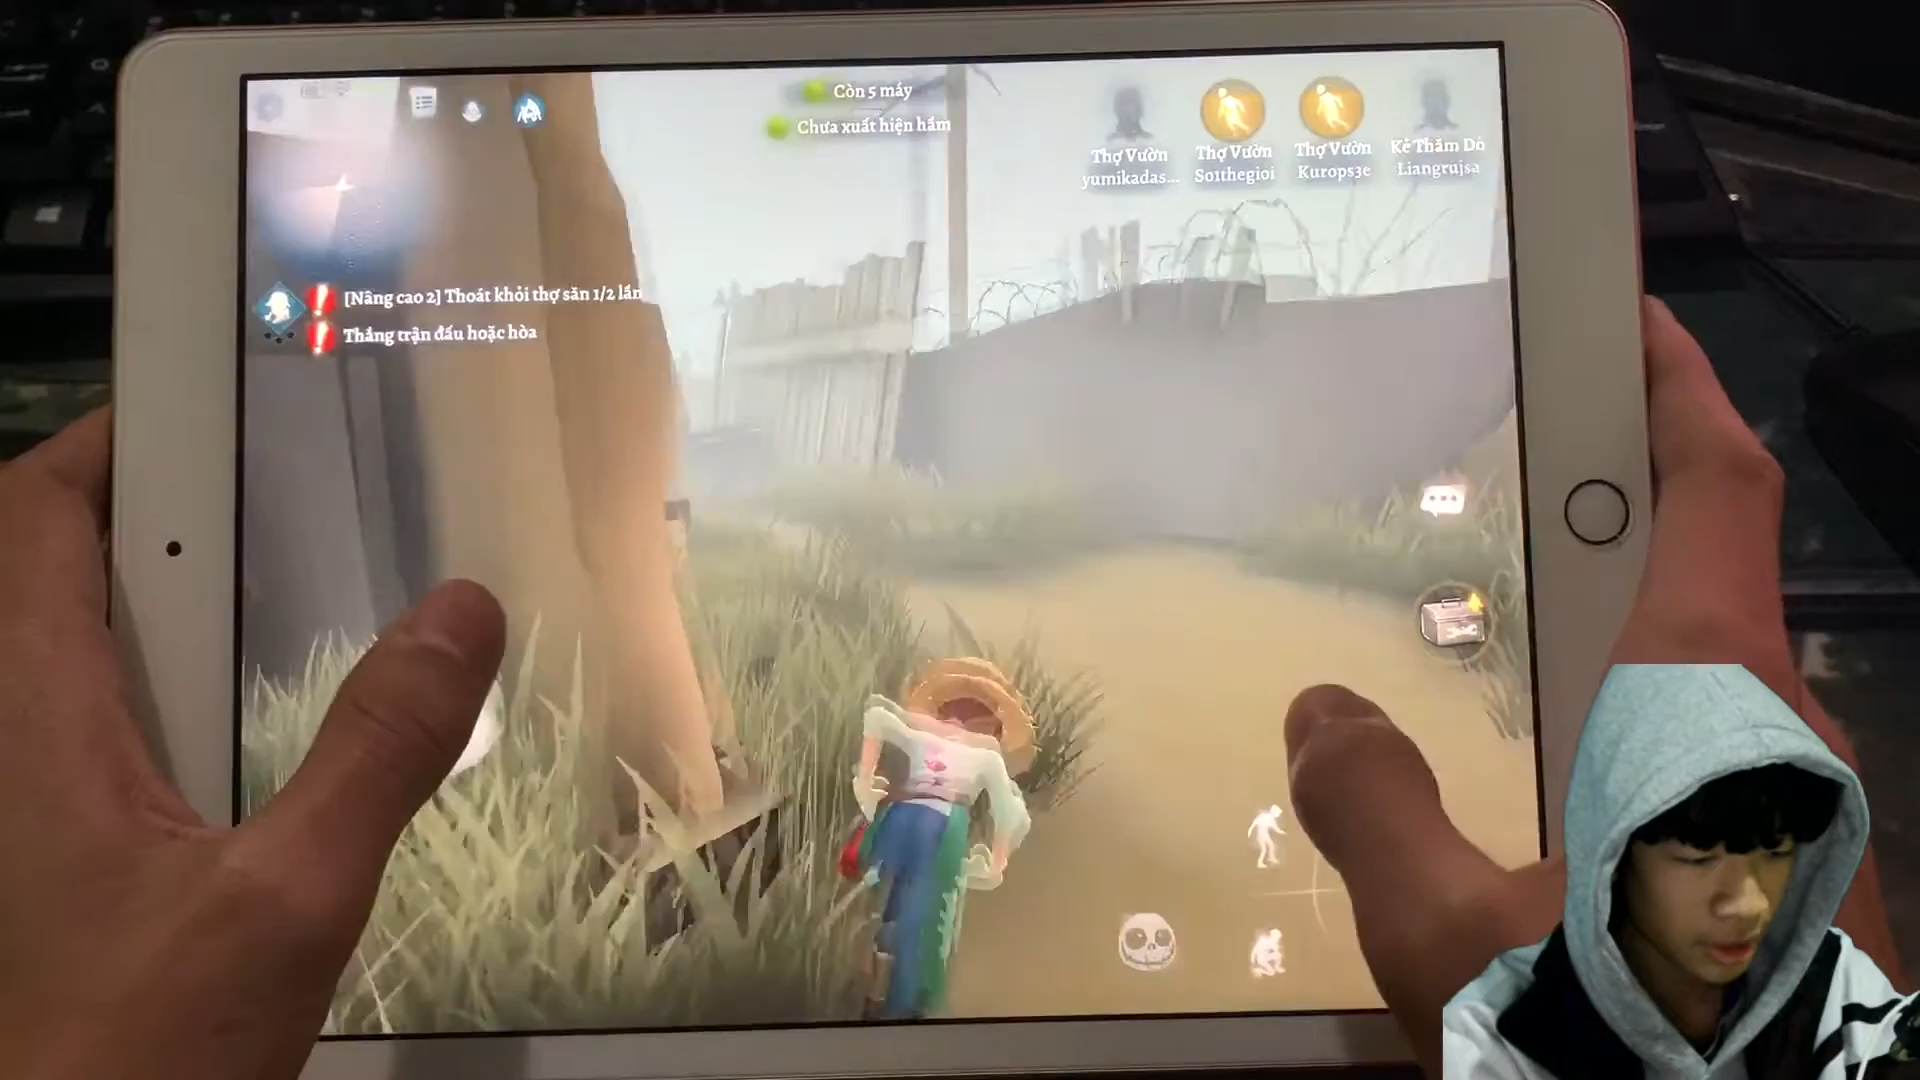 Còn 5 máy
Chưa xuất hiện hầm
Thợ Vườn
yumikadas...
Thợ Vườn
So1thegioi
Thợ Vườn
Kurops3e
Kẻ Thăm Dò
Liangrujsa
[Nâng cao 2] Thoát khỏi thợ săn 1/2 lần
Thắng trận đấu hoặc hòa